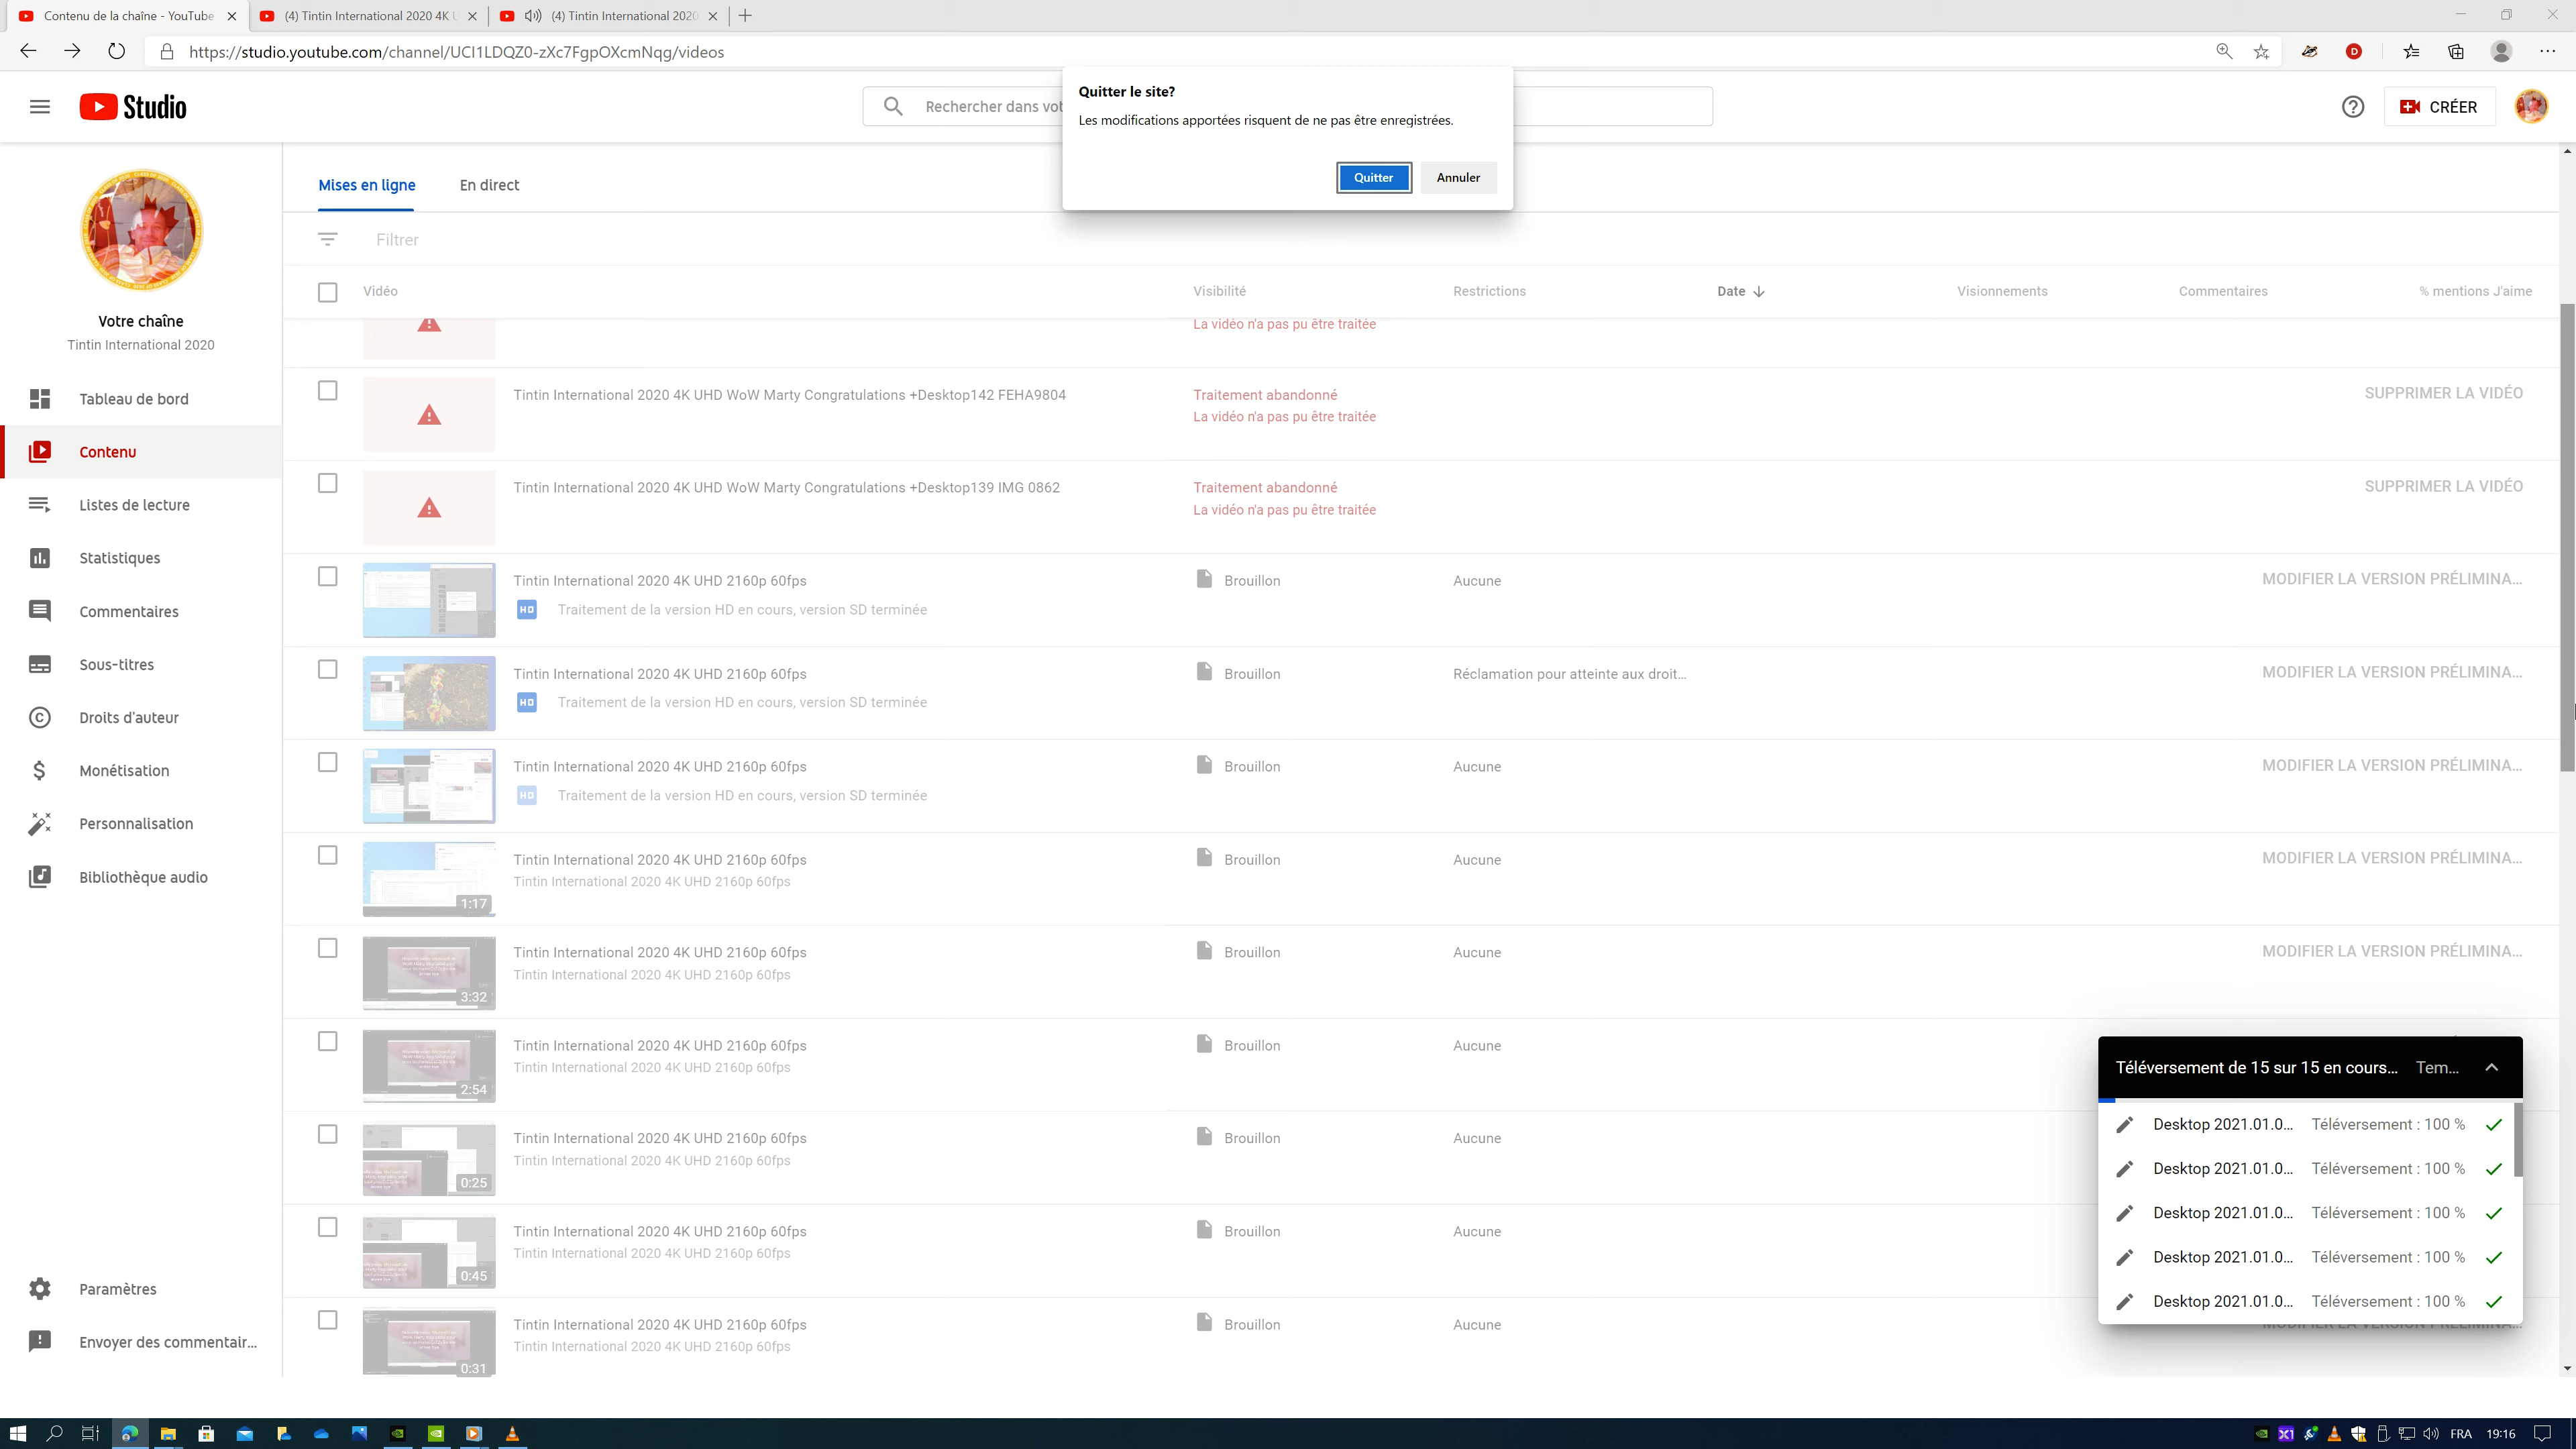 Contenu de la chaîne - YouTube
(4) Tintin International 2020 4K U
(4) Tintin International 2020
https://studio.youtube.com/channel/UCI1LDQZ0-zXc7FgpOXcmNqg/videos
Studio
Rechercher dans vot
CRÉER
Quitter le site?
Les modifications apportées risquent de ne pas être enregistrées.
Quitter
Annuler
Votre chaîne
Tintin International 2020
Tableau de bord
Contenu
Listes de lecture
Statistiques
Commentaires
Sous-titres
Droits d'auteur
Monétisation
Personnalisation
Bibliothèque audio
Paramètres
Envoyer des commentair...
Mises en ligne
En direct
Filtrer
Vidéo
Visibilité
Restrictions
Date
Visionnements
Commentaires
% mentions J'aime
La vidéo n'a pas pu être traitée
Tintin International 2020 4K UHD WoW Marty Congratulations +Desktop142 FEHA9804
Traitement abandonné
La vidéo n'a pas pu être traitée
SUPPRIMER LA VIDÉO
Tintin International 2020 4K UHD WoW Marty Congratulations +Desktop139 IMG 0862
Traitement abandonné
La vidéo n'a pas pu être traitée
SUPPRIMER LA VIDÉO
Tintin International 2020 4K UHD 2160p 60fps
HD Traitement de la version HD en cours, version SD terminée
Brouillon
Aucune
MODIFIER LA VERSION PRÉLIMINA...
Tintin International 2020 4K UHD 2160p 60fps
HD Traitement de la version HD en cours, version SD terminée
Brouillon
Réclamation pour atteinte aux droit...
MODIFIER LA VERSION PRÉLIMINA...
Tintin International 2020 4K UHD 2160p 60fps
HD Traitement de la version HD en cours, version SD terminée
Brouillon
Aucune
MODIFIER LA VERSION PRÉLIMINA...
1:17
Tintin International 2020 4K UHD 2160p 60fps
Tintin International 2020 4K UHD 2160p 60fps
Brouillon
Aucune
MODIFIER LA VERSION PRÉLIMINA...
3:32
Tintin International 2020 4K UHD 2160p 60fps
Tintin International 2020 4K UHD 2160p 60fps
Brouillon
Aucune
MODIFIER LA VERSION PRÉLIMINA...
2:54
Tintin International 2020 4K UHD 2160p 60fps
Tintin International 2020 4K UHD 2160p 60fps
Brouillon
Aucune
0:25
Tintin International 2020 4K UHD 2160p 60fps
Tintin International 2020 4K UHD 2160p 60fps
Brouillon
Aucune
0:45
Tintin International 2020 4K UHD 2160p 60fps
Tintin International 2020 4K UHD 2160p 60fps
Brouillon
Aucune
0:31
Tintin International 2020 4K UHD 2160p 60fps
Tintin International 2020 4K UHD 2160p 60fps
Brouillon
Aucune
MODIFIER LA VERSION PRÉLIMINA...
Téléversement de 15 sur 15 en cours... Tem...
Desktop 2021.01.0... Téléversement : 100 %
Desktop 2021.01.0... Téléversement : 100 %
Desktop 2021.01.0... Téléversement : 100 %
Desktop 2021.01.0... Téléversement : 100 %
Desktop 2021.01.0... Téléversement : 100 %
X1
FRA
19:16